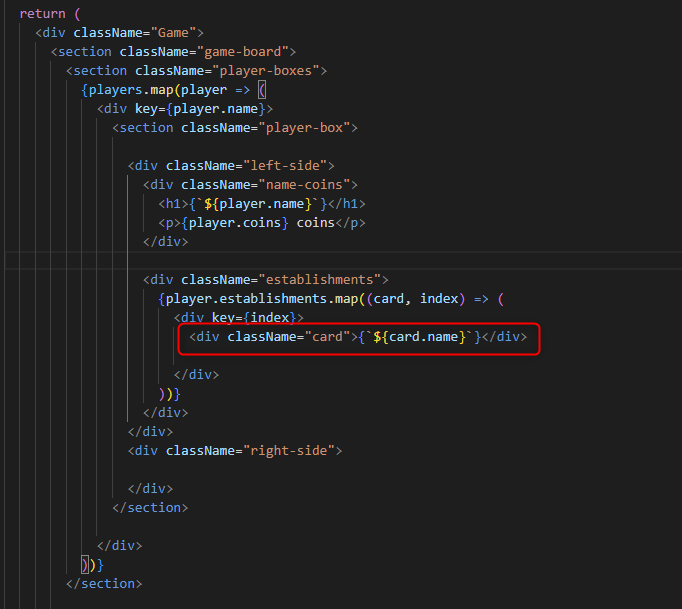 return (
<div className="Game">
<section className="game-board">
<section className="player-boxes">
{players.map(player => (
<div key={player.name}>
<section className="player-box">
<div className="left-side">
<div className="name-coins">
<h1>{`${player.name}`}</h1>
<p>{player.coins} coins</p>
</div>
<div className="establishments">
{player.establishments.map((card, index) => (
<div key={index}>
<div className="card">{`${card.name}`}</div>
</div>
))}
</div>
</div>
<div className="right-side">
</div>
</section>
</div>
))}
</section>